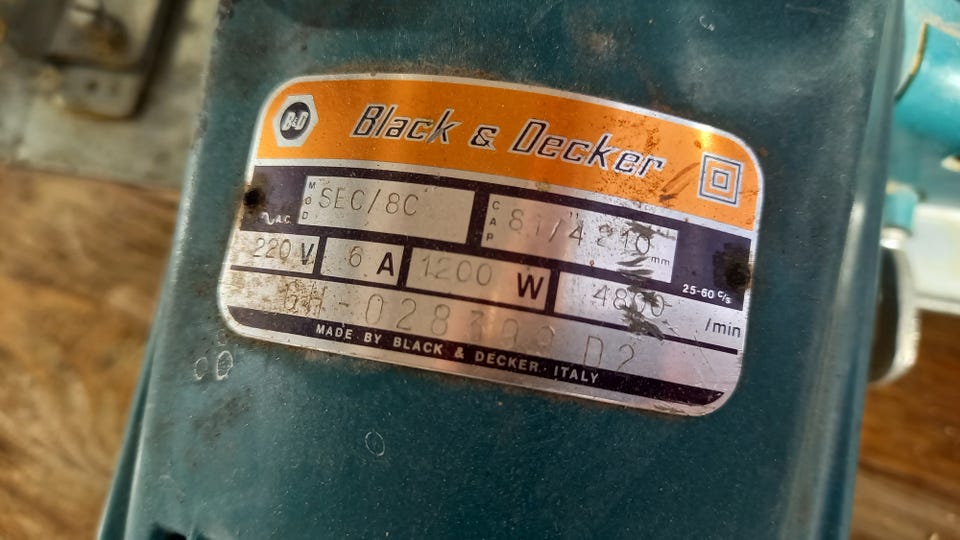 B&D Black & Decker
MOD SEC/8C CAP 8 1/4" 210 mm
A.C. 25-60 C/s
220 V 6 A 1200 W 4800 /min
D2
MADE BY BLACK & DECKER · ITALY